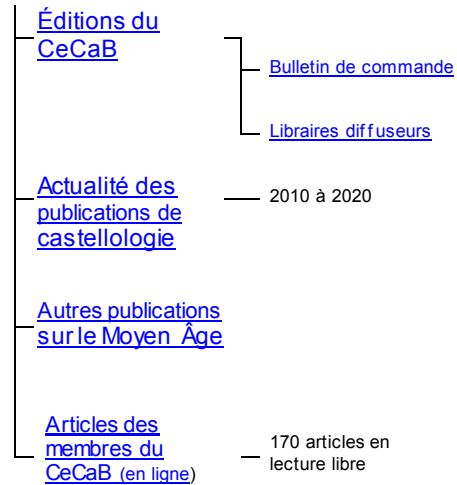 Éditions du
CeCaB
Bulletin de commande
Libraires diffuseurs
Actualité des
publications de
castellologie
2010 à 2020
Autres publications
sur le Moyen Âge
Articles des
membres du
CeCaB (en ligne)
170 articles en
lecture libre